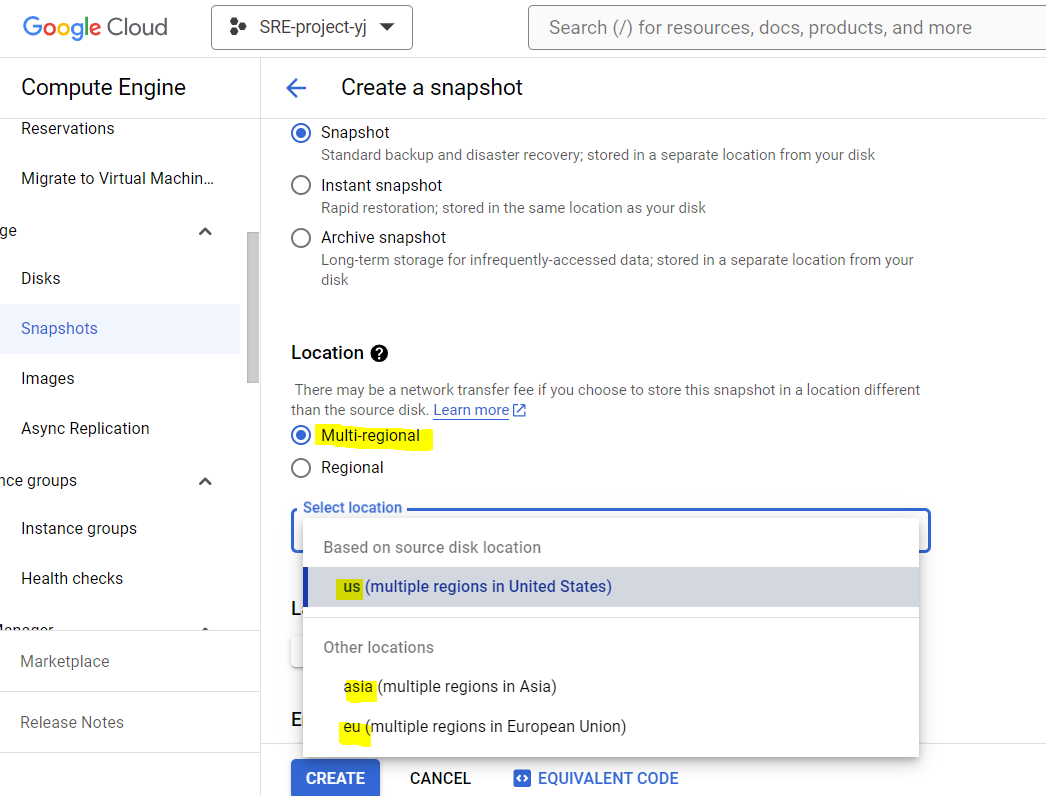 Google Cloud
SRE-project-yj
Search (/) for resources, docs, products, and more
Compute Engine
Create a snapshot
Reservations
Migrate to Virtual Machin...
ge
Disks
Snapshots
Images
Async Replication
nce groups
Instance groups
Health checks
Manager
Marketplace
Release Notes
Snapshot
Standard backup and disaster recovery; stored in a separate location from your disk
Instant snapshot
Rapid restoration; stored in the same location as your disk
Archive snapshot
Long-term storage for infrequently-accessed data; stored in a separate location from your
disk
Location
There may be a network transfer fee if you choose to store this snapshot in a location different
than the source disk. Learn more
Multi-regional
Regional
Select location
Based on source disk location
us (multiple regions in United States)
Other locations
asia (multiple regions in Asia)
eu (multiple regions in European Union)
CREATE
CANCEL
EQUIVALENT CODE